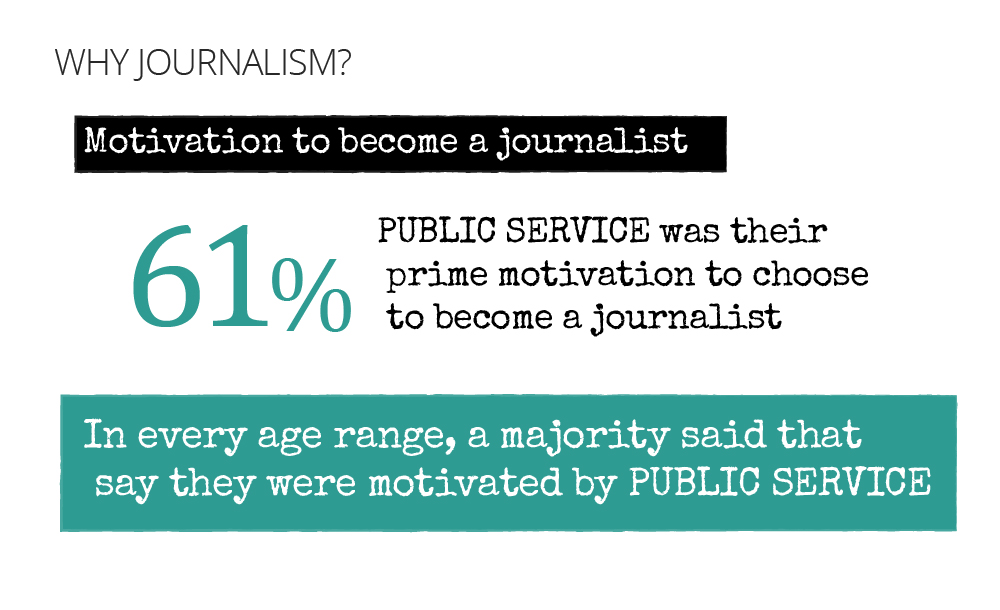 WHY JOURNALISM?
Motivation to become a journalist
61%
PUBLIC SERVICE was their
prime motivation to choose
to become a journalist
In every age range, a majority said that
say they were motivated by PUBLIC SERVICE